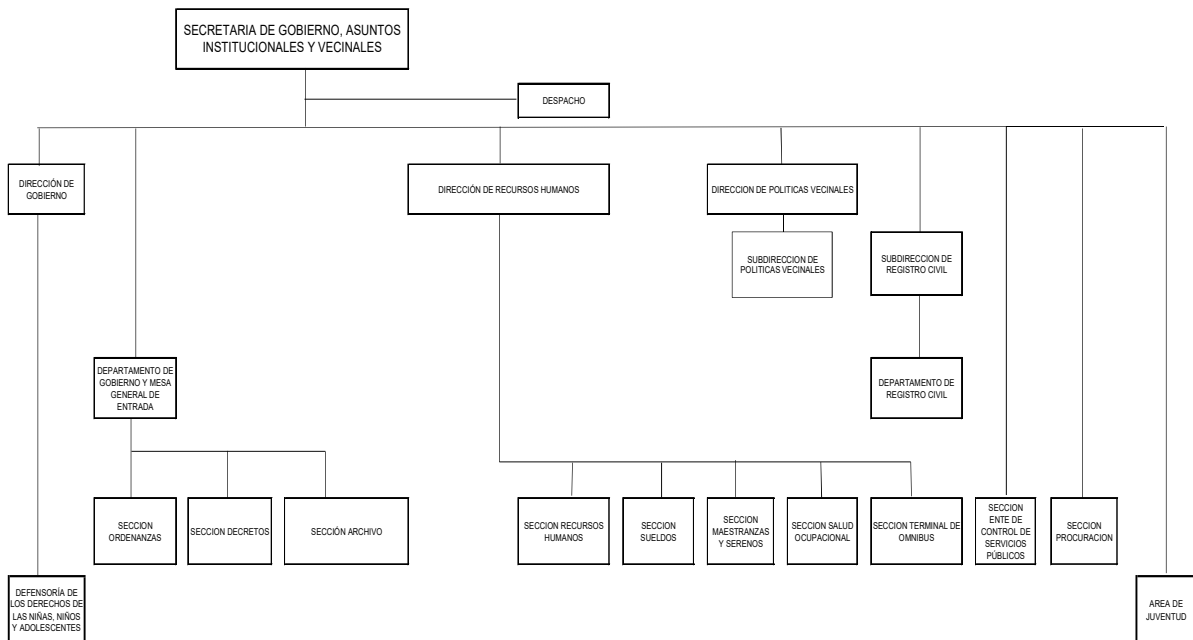 SECRETARIA DE GOBIERNO, ASUNTOS
INSTITUCIONALES Y VECINALES
DESPACHO
DIRECCIÓN DE
GOBIERNO
DIRECCIÓN DE RECURSOS HUMANOS
DIRECCION DE POLITICAS VECINALES
SUBDIRECCION DE
POLITICAS VECINALES
SUBDIRECCION DE
REGISTRO CIVIL
DEPARTAMENTO DE
GOBIERNO Y MESA
GENERAL DE
ENTRADA
DEPARTAMENTO DE
REGISTRO CIVIL
SECCION
ORDENANZAS
SECCION DECRETOS
SECCIÓN ARCHIVO
SECCION RECURSOS
HUMANOS
SECCION
SUELDOS
SECCION
MAESTRANZAS
Y SERENOS
SECCION SALUD
OCUPACIONAL
SECCION TERMINAL DE
OMNIBUS
SECCION
ENTE DE
CONTROL DE
SERVICIOS
PÚBLICOS
SECCION
PROCURACION
DEFENSORÍA DE
LOS DERECHOS DE
LAS NIÑAS, NIÑOS
Y ADOLESCENTES
AREA DE
JUVENTUD